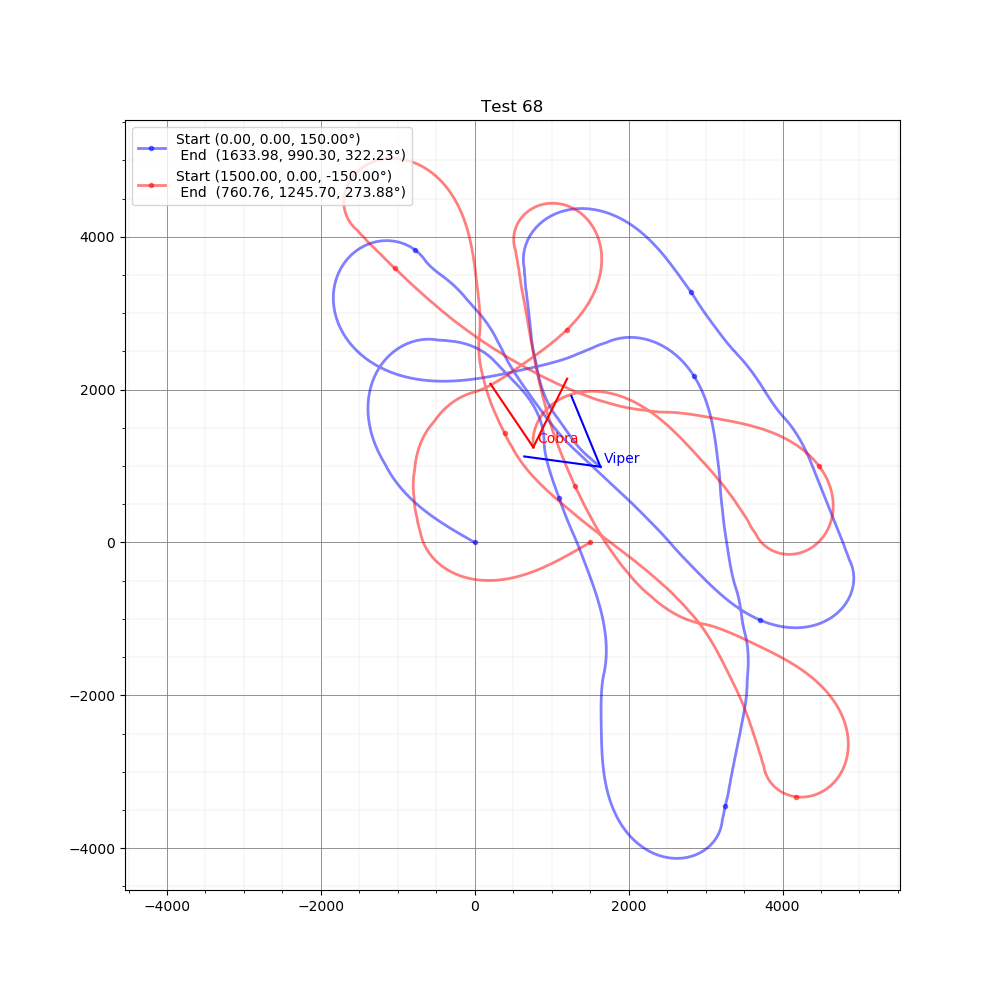 Test 68
Start (0.00, 0.00, 150.00°)
End  (1633.98, 990.30, 322.23°)
Start (1500.00, 0.00, -150.00°)
End  (760.76, 1245.70, 273.88°)
4000
2000
0
−2000
−4000
Cobra
Viper
−4000
−2000
0
2000
4000